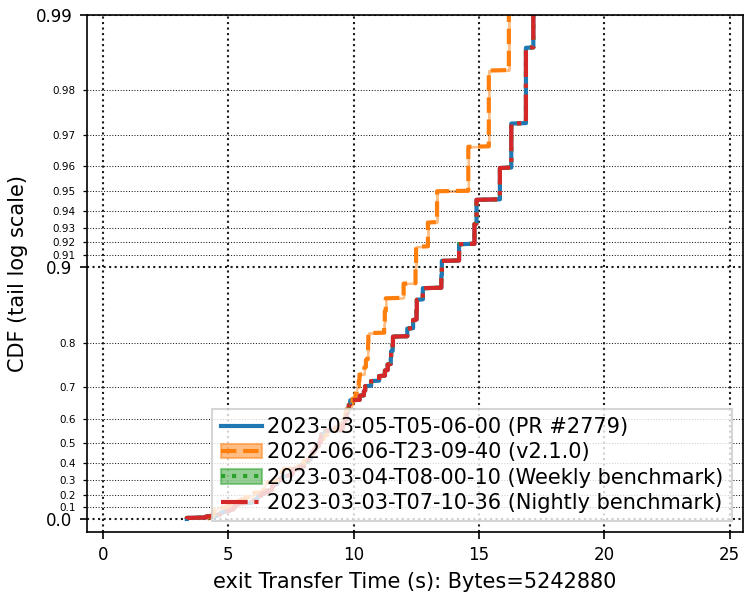 CDF (tail log scale)
0.99
0.98
0.97
0.96
0.95
0.94
0.93
0.92
0.91
0.9
0.8
0.7
0.6
0.5
0.4
0.3
0.2
0.1
0.0
2023-03-05-T05-06-00 (PR #2779)
2022-06-06-T23-09-40 (v2.1.0)
2023-03-04-T08-00-10 (Weekly benchmark)
2023-03-03-T07-10-36 (Nightly benchmark)
0 5 10 15 20 25
exit Transfer Time (s): Bytes=5242880